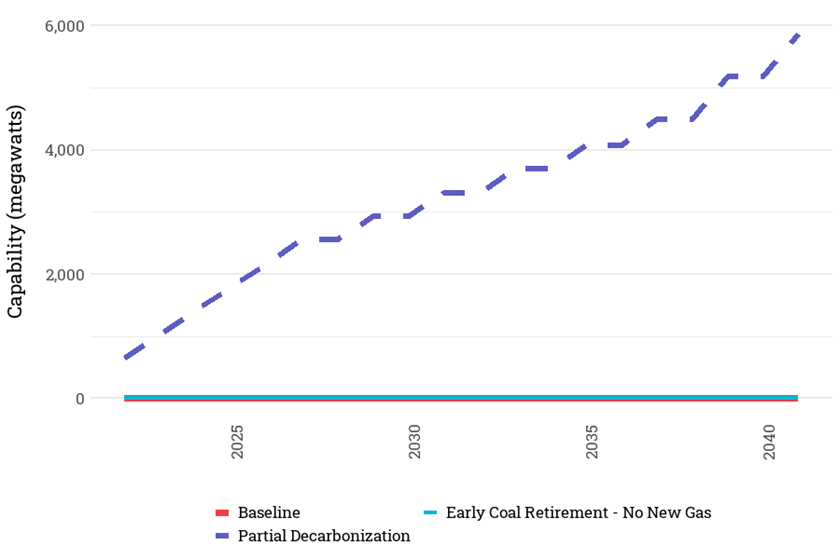 Capability (megawatts)
6,000
4,000
2,000
0
2025
2030
2035
2040
Baseline
Early Coal Retirement - No New Gas
Partial Decarbonization